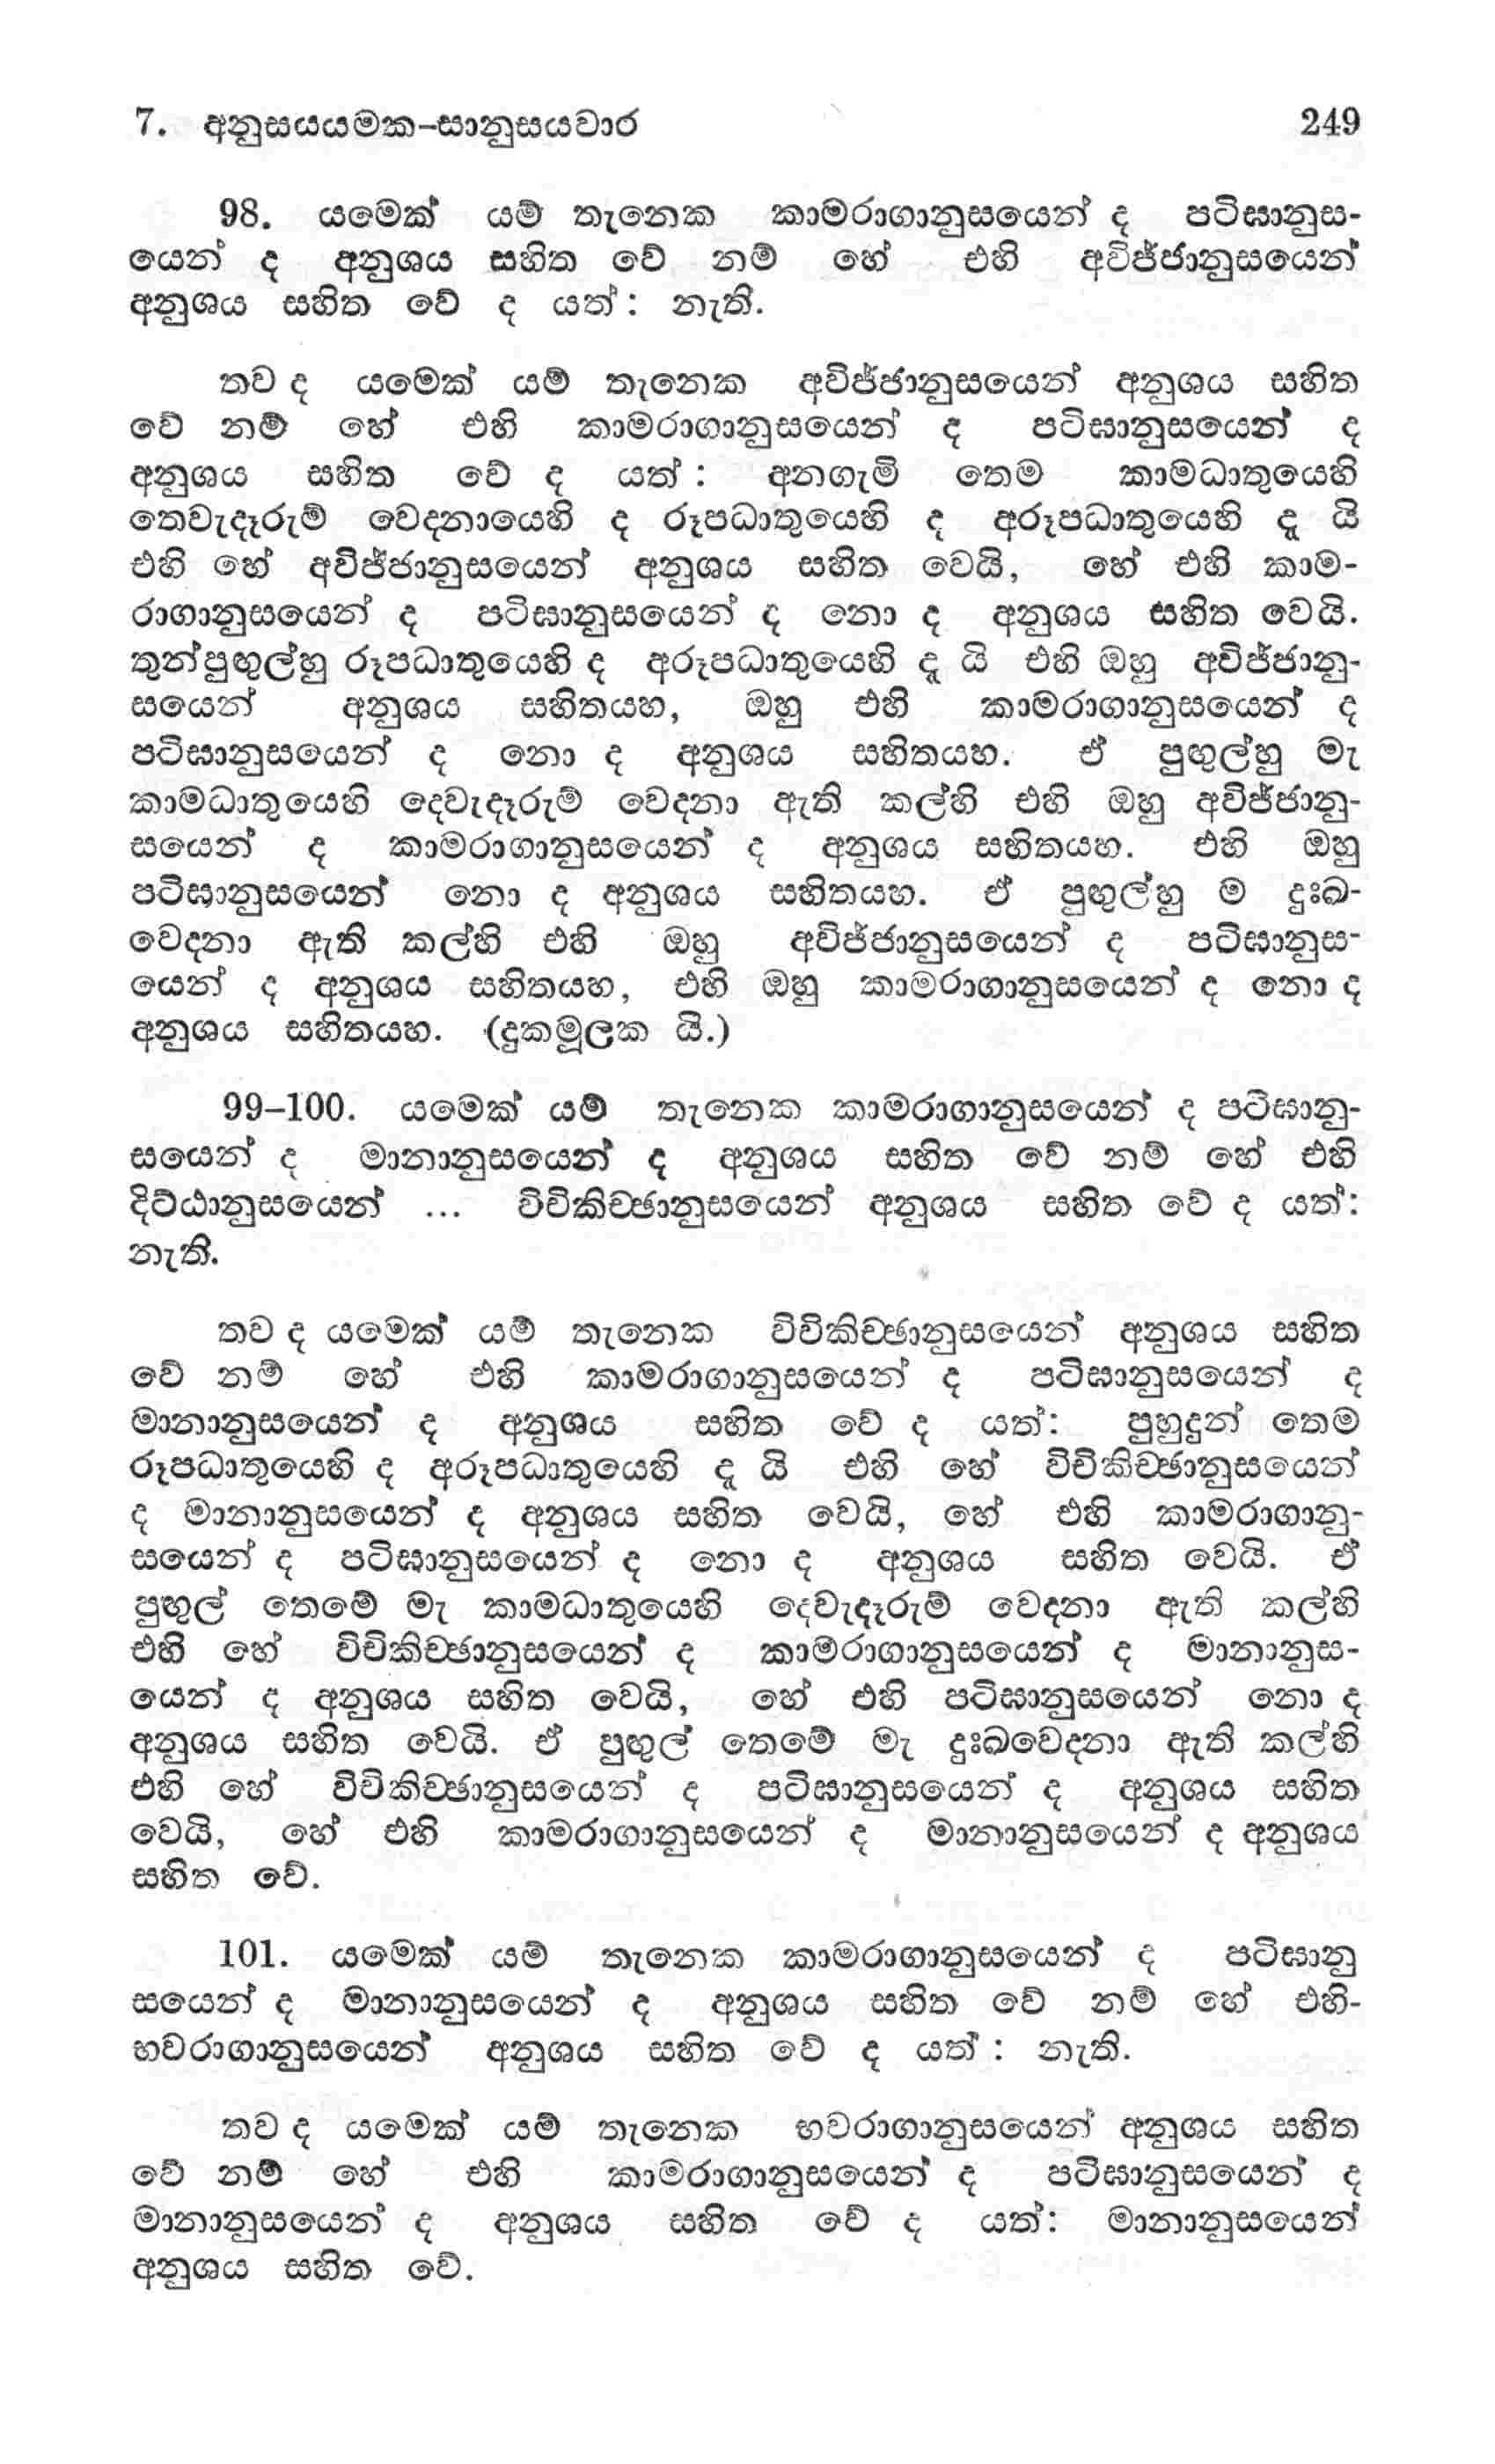 7. අනුසයයමක-සානුසයවාර 249
98. යමෙක් යම් තැනෙක කාමරාගානුසයෙන් ද පටිඝානුස-
යෙන් ද අනුශය සහිත වේ නම් හේ එහි අවිජ්ජානුසයෙන්
අනුශය සහිත වේ ද යත්: නැති.
තව ද යමෙක් යම් තැනෙක අවිජ්ජානුසයෙන් අනුශය සහිත
වේ නම් හේ එහි කාමරාගානුසයෙන් ද පටිඝානුසයෙන් ද
අනුශය සහිත වේ ද යත්: අනගැමි තෙම කාමධාතුයෙහි
තෙවැදෑරුම් වෙදනායෙහි ද රූපධාතුයෙහි ද අරූපධාතුයෙහි දැ යි
එහි හේ අවිජ්ජානුසයෙන් අනුශය සහිත වෙයි, හේ එහි කාම-
රාගානුසයෙන් ද පටිඝානුසයෙන් ද නො ද අනුශය සහිත වෙයි.
තුන්පුඟුල්හු රූපධාතුයෙහි ද අරූපධාතුයෙහි දැ යි එහි ඔහු අවිජ්ජානු-
සයෙන් අනුශය සහිතයහ, ඔහු එහි කාමරාගානුසයෙන් ද
පටිඝානුසයෙන් ද නො ද අනුශය සහිතයහ. ඒ පුඟුල්හු මැ
කාමධාතුයෙහි දෙවැදෑරුම් වෙදනා ඇති කල්හි එහි ඔහු අවිජ්ජානු-
සයෙන් ද කාමරාගානුසයෙන් ද අනුශය සහිතයහ. එහි ඔහු
පටිඝානුසයෙන් නො ද අනුශය සහිතයහ. ඒ පුඟුල්හු ම දුඃඛ-
වෙදනා ඇති කල්හි එහි ඔහු අවිජ්ජානුසයෙන් ද පටිඝානුස-
යෙන් ද අනුශය සහිතයහ, එහි ඔහු කාමරාගානුසයෙන් ද නො ද
අනුශය සහිතයහ. (දුකමූලක යි.)
99–100. යමෙක් යම් තැනෙක කාමරාගානුසයෙන් ද පටිඝානු-
සයෙන් ද මානානුසයෙන් ද අනුශය සහිත වේ නම් හේ එහි
දිට්ඨානුසයෙන් ... විචිකිච්ඡානුසයෙන් අනුශය සහිත වේ ද යත්:
නැති.
තව ද යමෙක් යම් තැනෙක විචිකිච්ඡානුසයෙන් අනුශය සහිත
වේ නම් හේ එහි කාමරාගානුසයෙන් ද පටිඝානුසයෙන් ද
මානානුසයෙන් ද අනුශය සහිත වේ ද යත්: පුහුදුන් තෙම
රූපධාතුයෙහි ද අරූපධාතුයෙහි දැ යි එහි හේ විචිකිච්ඡානුසයෙන්
ද මානානුසයෙන් ද අනුශය සහිත වෙයි, හේ එහි කාමරාගානු-
සයෙන් ද පටිඝානුසයෙන් ද නො ද අනුශය සහිත වෙයි. ඒ
පුඟුල් තෙමේ මැ කාමධාතුයෙහි දෙවැදෑරුම් වෙදනා ඇති කල්හි
එහි හේ විචිකිච්ඡානුසයෙන් ද කාමරාගානුසයෙන් ද මානානුස-
යෙන් ද අනුශය සහිත වෙයි, හේ එහි පටිඝානුසයෙන් නො ද
අනුශය සහිත වෙයි. ඒ පුඟුල් තෙමේ මැ දුඃඛවෙදනා ඇති කල්හි
එහි හේ විචිකිච්ඡානුසයෙන් ද පටිඝානුසයෙන් ද අනුශය සහිත
වෙයි, හේ එහි කාමරාගානුසයෙන් ද මානානුසයෙන් ද අනුශය
සහිත වේ.
101. යමෙක් යම් තැනෙක කාමරාගානුසයෙන් ද පටිඝානු
සයෙන් ද මානානුසයෙන් ද අනුශය සහිත වේ නම් හේ එහි-
භවරාගානුසයෙන් අනුශය සහිත වේ ද යත්: නැති.
තව ද යමෙක් යම් තැනෙක භවරාගානුසයෙන් අනුශය සහිත
වේ නම් හේ එහි කාමරාගානුසයෙන් ද පටිඝානුසයෙන් ද
මානානුසයෙන් ද අනුශය සහිත වේ ද යත්: මානානුසයෙන්
අනුශය සහිත වේ.